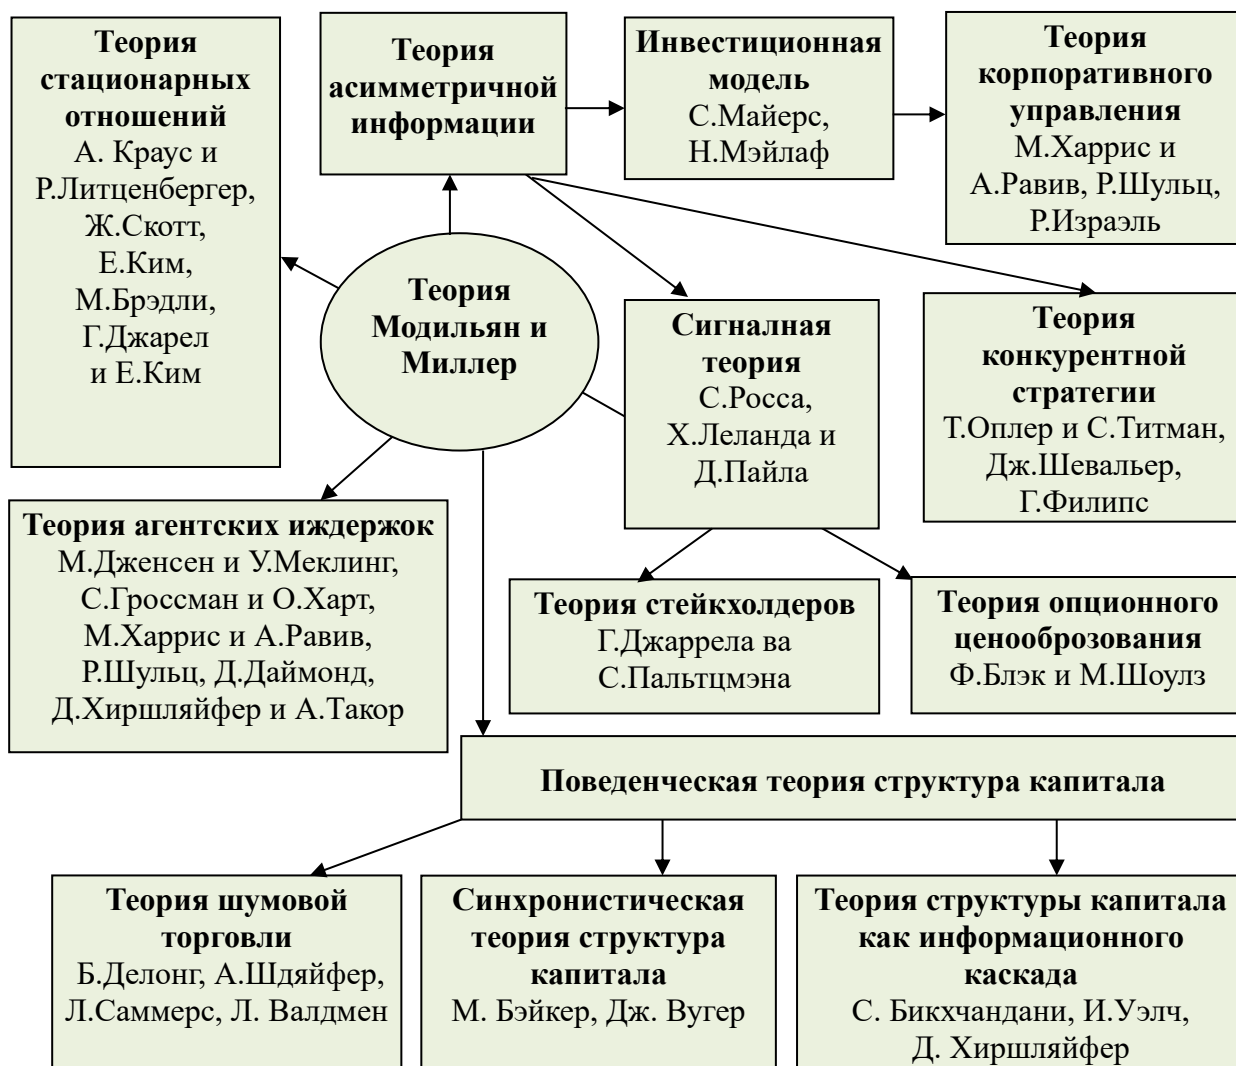 Теория
стационарных
отношений
А. Краус и
Р.Литценбергер,
Ж.Скотт,
Е.Ким,
М.Брэдли,
Г.Джарел
и Е.Ким
Теория
асимметричной
информации
Инвестиционная
модель
С.Майерс,
Н.Мэйлаф
Теория
корпоративного
управления
М.Харрис и
А.Равив, Р.Шульц,
Р.Израэль
Теория
Модильян и
Миллер
Сигналная
теория
С.Росса,
Х.Леланда и
Д.Пайла
Теория
конкурентной
стратегии
Т.Оплер и С.Титман,
Дж.Шевальер,
Г.Филипс
Теория агентских иждержок
М.Дженсен и У.Меклинг,
С.Гроссман и О.Харт,
М.Харрис и А.Равив,
Р.Шульц, Д.Даймонд,
Д.Хиршляйфер и А.Такор
Теория стейкхолдеров
Г.Джаррела ва
С.Пальтцмэна
Теория опционного
ценооброзования
Ф.Блэк и М.Шоулз
Поведенческая теория структура капитала
Теория шумовой
торговли
Б.Делонг, А.Шдяйфер,
Л.Саммерс, Л. Валдмен
Синхронистическая
теория структура
капитала
М. Бэйкер, Дж. Вугер
Теория структуры капитала
как информационного
каскада
С. Бикхчандани, И.Уэлч,
Д. Хиршляйфер